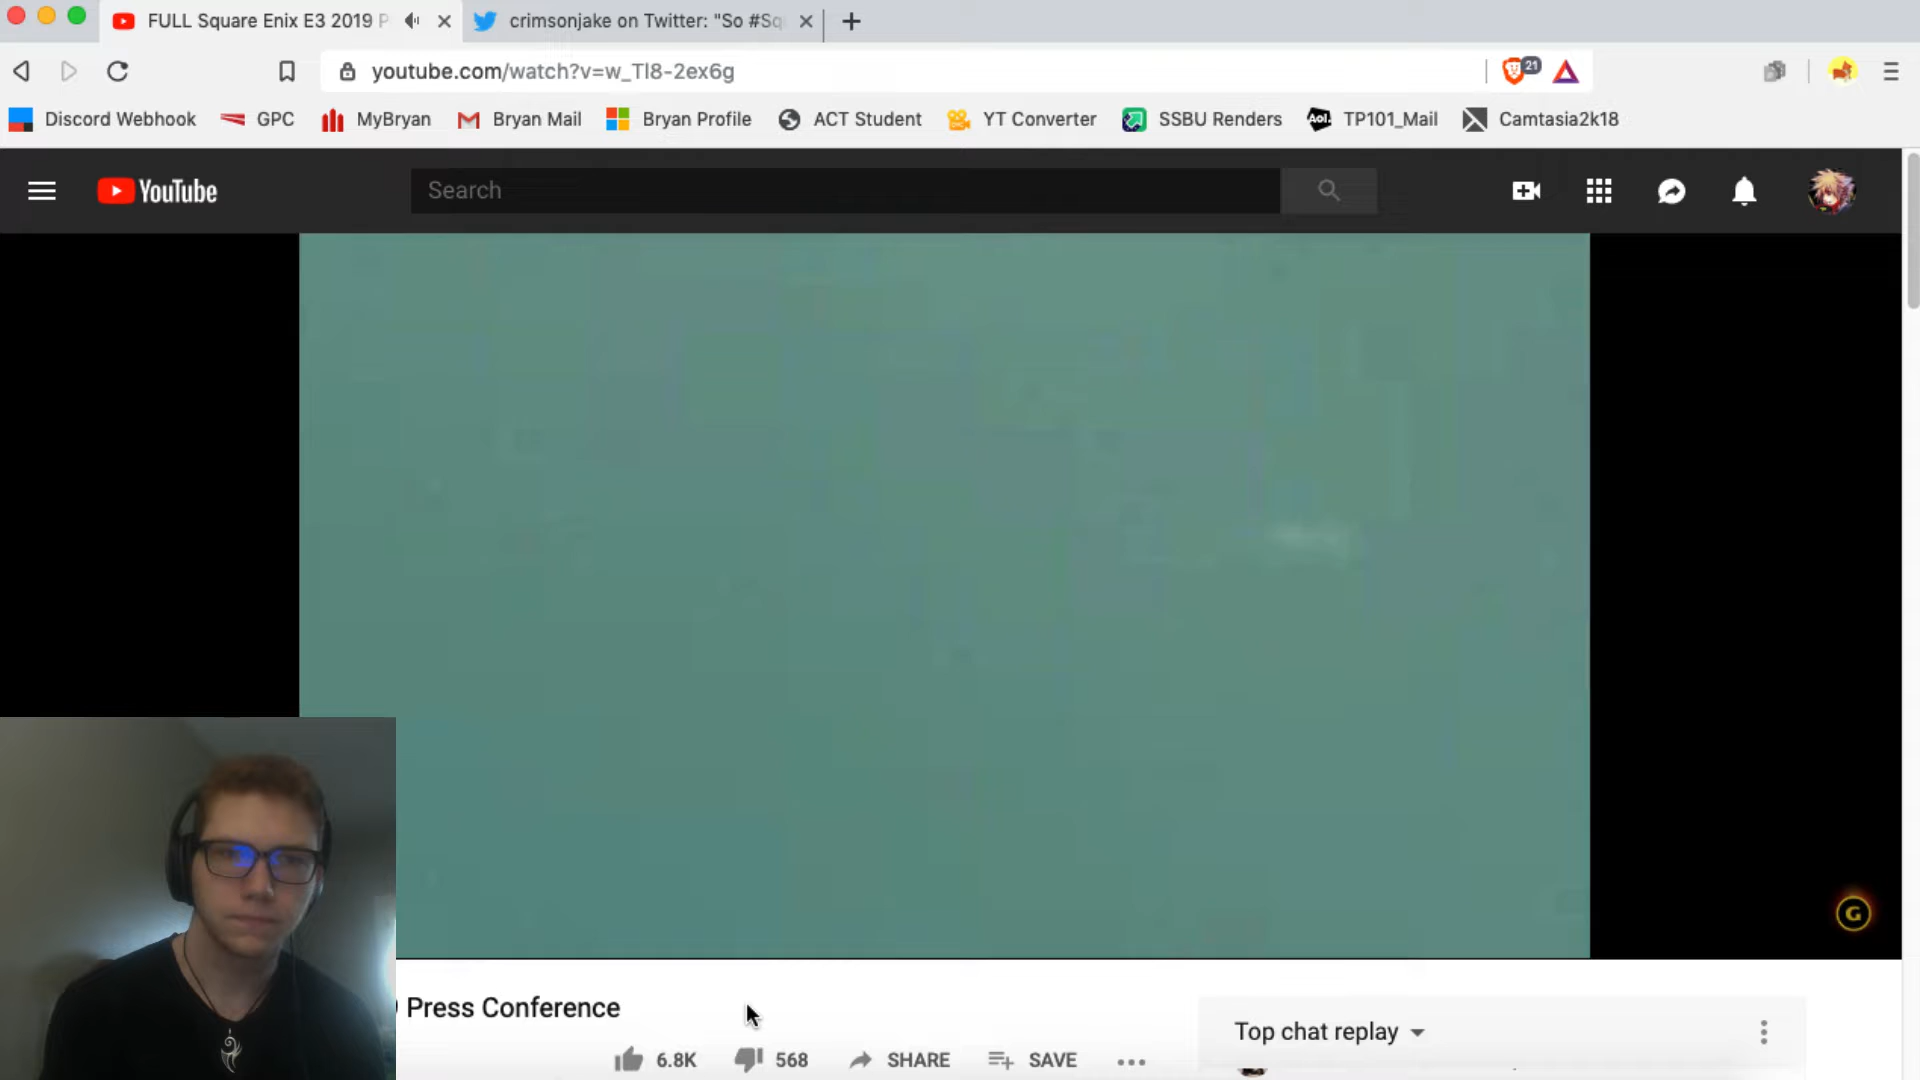 FULL Square Enix E3 2019 P
crimsonjake on Twitter: "So #Squ
youtube.com/watch?v=w_Tl8-2ex6g
21
Discord Webhook
GPC
MyBryan
Bryan Mail
Bryan Profile
ACT Student
YT Converter
SSBU Renders
Aol.
TP101_Mail
Camtasia2k18
YouTube
Search
G
Press Conference
Top chat replay
6.8K
568
SHARE
SAVE